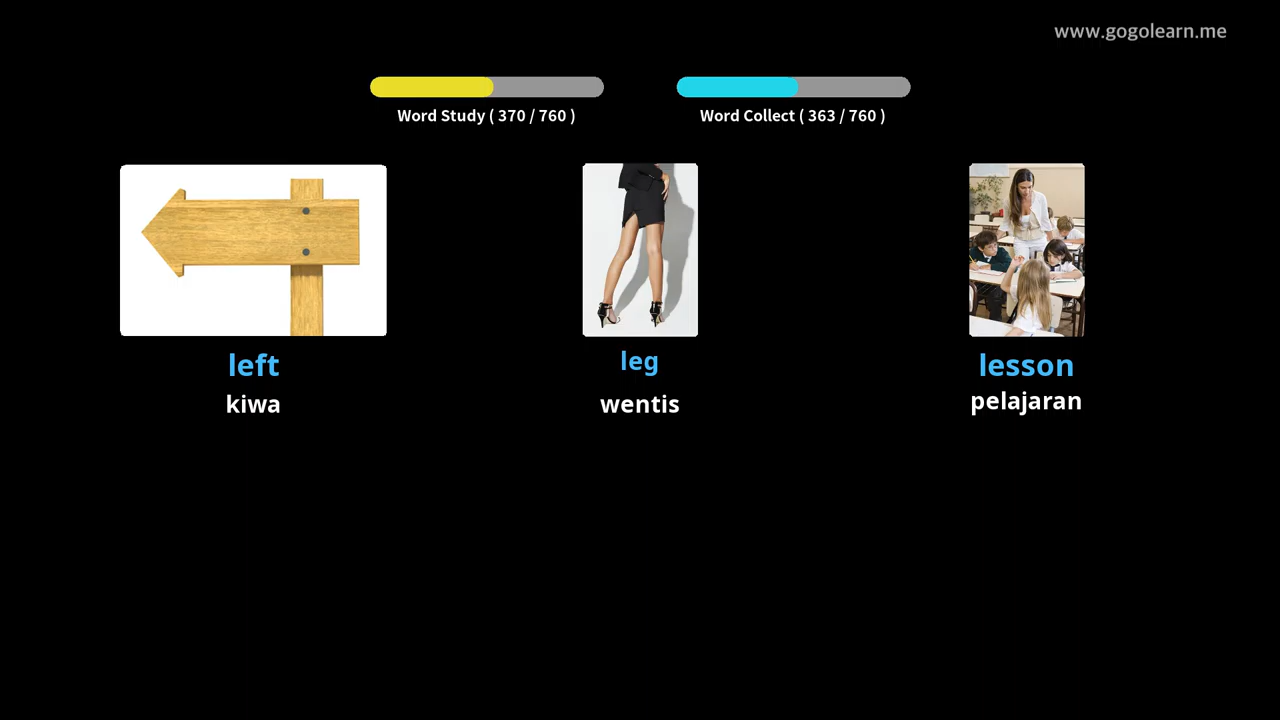 www.gogolearn.me
Word Study ( 370 / 760 )
Word Collect ( 363 / 760 )
left
leg
lesson
kiwa
wentis
pelajaran